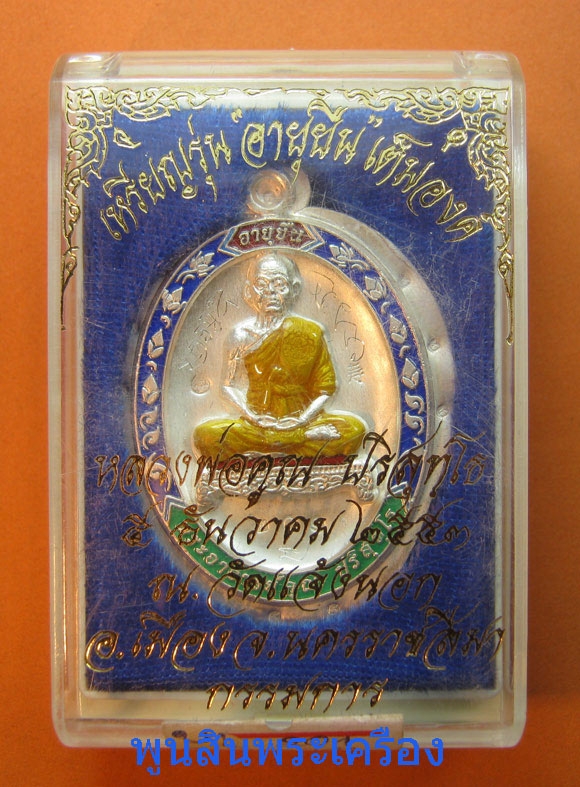 เหรียญรุ่น "อายุยืน" เต็มองค์
อายุยืน
หลวงพ่อคูณ ปริสุทฺโธ
๕ ธันวาคม ๒๕๕๓
ณ. วัดแจ้งนอก
อ.เมือง จ.นครราชสีมา
กรรมการ
พูนสินพระเครื่อง